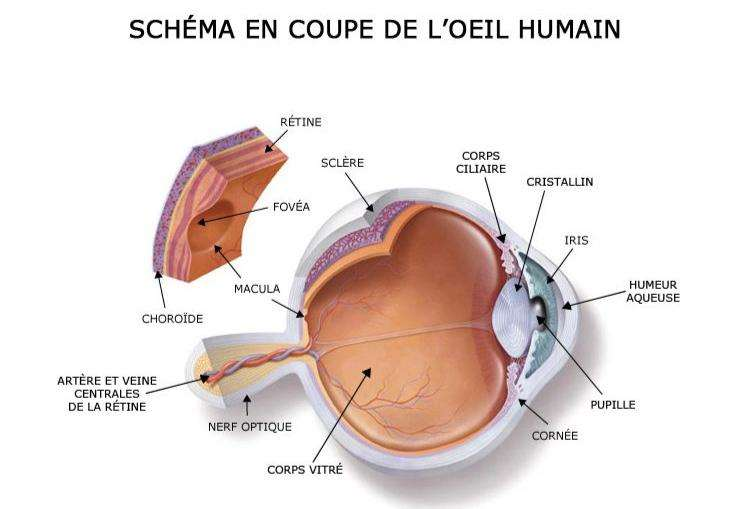 SCHÉMA EN COUPE DE L'OEIL HUMAIN
RÉTINE
SCLÈRE
CORPS
CILIAIRE
CRISTALLIN
FOVÉA
IRIS
MACULA
HUMEUR
AQUEUSE
CHOROÏDE
ARTÈRE ET VEINE
CENTRALES
DE LA RÉTINE
PUPILLE
NERF OPTIQUE
CORNÉE
CORPS VITRÉ